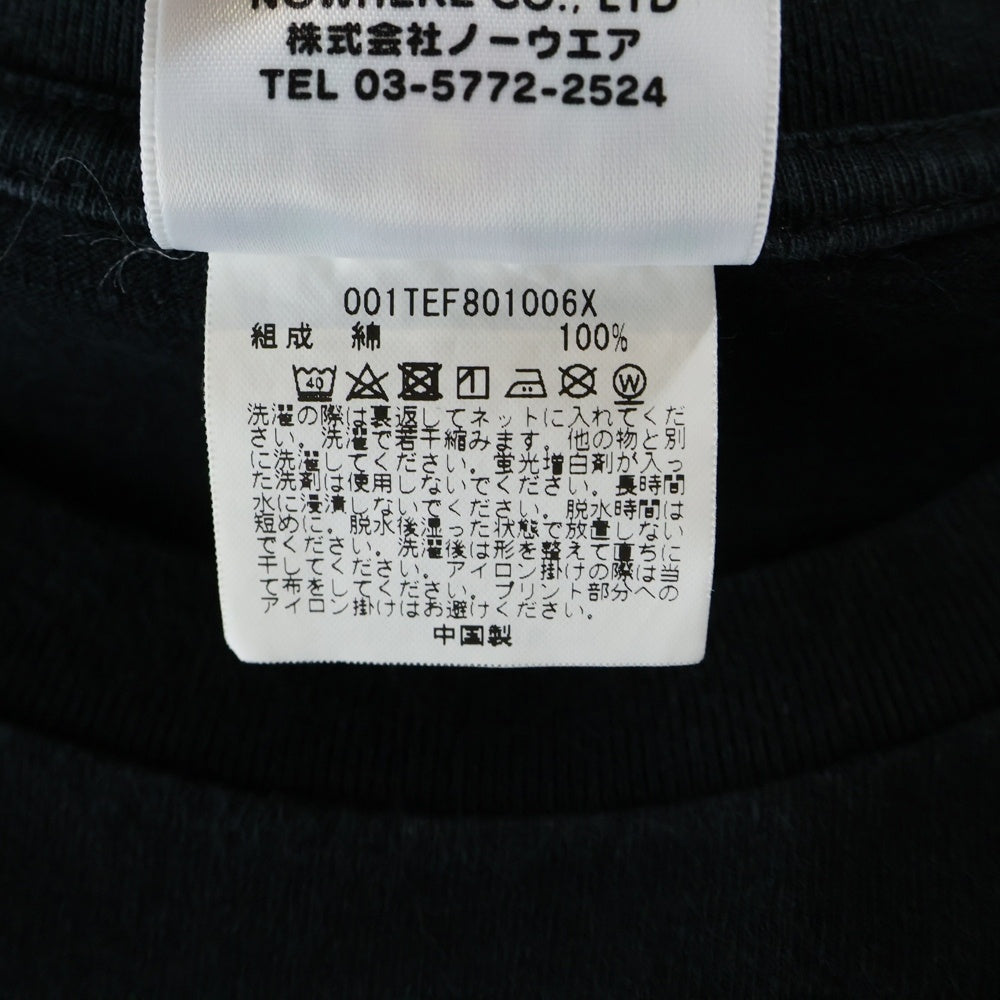 NOWHERE CO., LTD
株式会社ノーウエア
TEL 03-5772-2524
001TEF801006X
組成 綿 100%
40 W
洗濯の際は裏返してネットに入れてくだ
さい。洗濯で若干縮みます。他の物と別
に洗濯してください。蛍光増白剤が入っ
た洗剤は使用しないでください。長時間
水に浸漬しないでください。脱水時間は
短めに。脱水後湿った状態で放置しない
でください。洗濯後は形を整えて直ちに
干してください。アイロン掛けの際は当
て布をしてください。プリント部分への
アイロン掛けはお避けください。
中国製